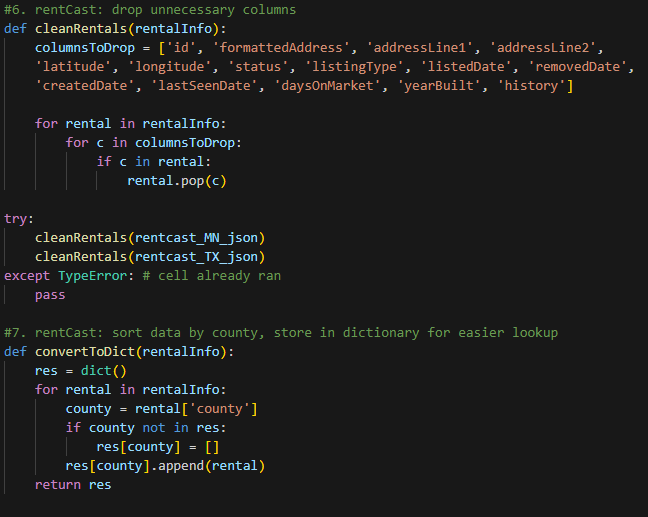 #6. rentCast: drop unnecessary columns
def cleanRentals(rentalInfo):
    columnsToDrop = ['id', 'formattedAddress', 'addressLine1', 'addressLine2',
    'latitude', 'longitude', 'status', 'listingType', 'listedDate', 'removedDate',
    'createdDate', 'lastSeenDate', 'daysOnMarket', 'yearBuilt', 'history']

    for rental in rentalInfo:
        for c in columnsToDrop:
            if c in rental:
                rental.pop(c)

try:
    cleanRentals(rentcast_MN_json)
    cleanRentals(rentcast_TX_json)
except TypeError: # cell already ran
    pass

#7. rentCast: sort data by county, store in dictionary for easier lookup
def convertToDict(rentalInfo):
    res = dict()
    for rental in rentalInfo:
        county = rental['county']
        if county not in res:
            res[county] = []
        res[county].append(rental)
    return res